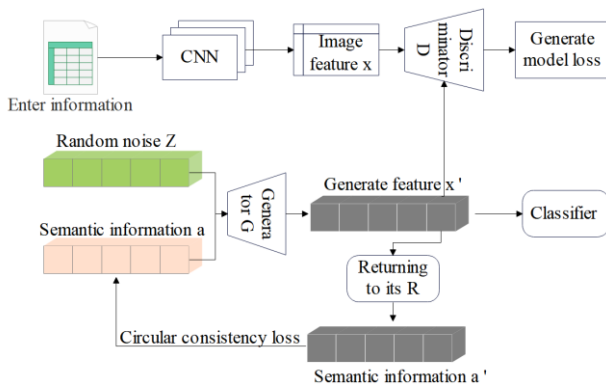 CNN
Image
feature x
Discri
minator
D
Generate
model loss
Enter information
Random noise Z
Genera
tor G
Generate feature x '
Classifier
Semantic information a
Returning
to its R
Circular consistency loss
Semantic information a '